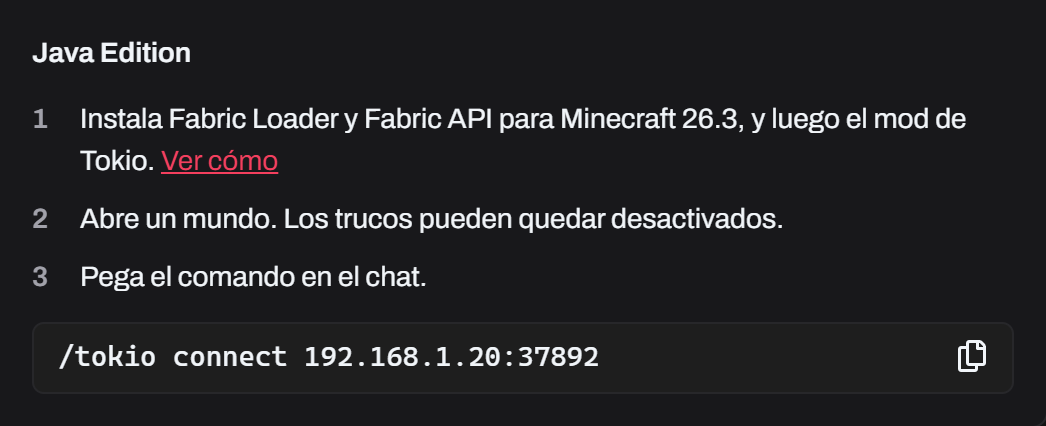 Java Edition
1 Instala Fabric Loader y Fabric API para Minecraft 26.3, y luego el mod de
Tokio. Ver cómo
2 Abre un mundo. Los trucos pueden quedar desactivados.
3 Pega el comando en el chat.
/tokio connect 192.168.1.20:37892